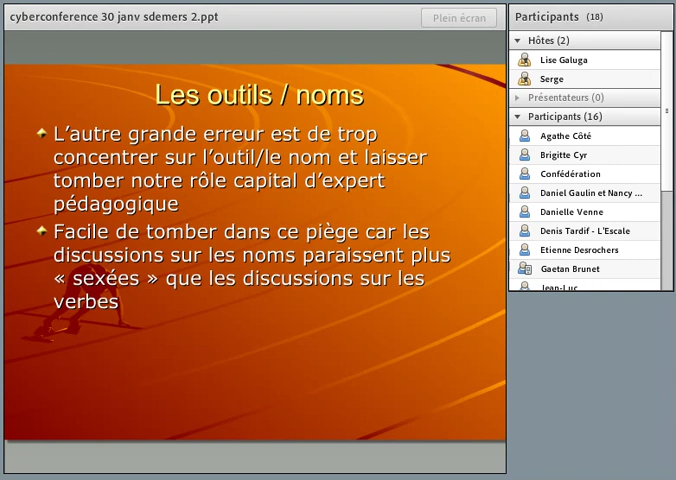 cyberconference 30 janv sdemers 2.ppt
Plein écran
Les outils / noms
L'autre grande erreur est de trop
concentrer sur l'outil/le nom et laisser
tomber notre rôle capital d'expert
pédagogique
Facile de tomber dans ce piège car les
discussions sur les noms paraissent plus
« sexées » que les discussions sur les
verbes
Participants (18)
Hôtes (2)
Lise Galuga
Serge
Présentateurs (0)
Participants (16)
Agathe Côté
Brigitte Cyr
Confédération
Daniel Gaulin et Nancy ...
Danielle Venne
Denis Tardif - L'Escale
Etienne Desrochers
Gaetan Brunet
Jean-Luc